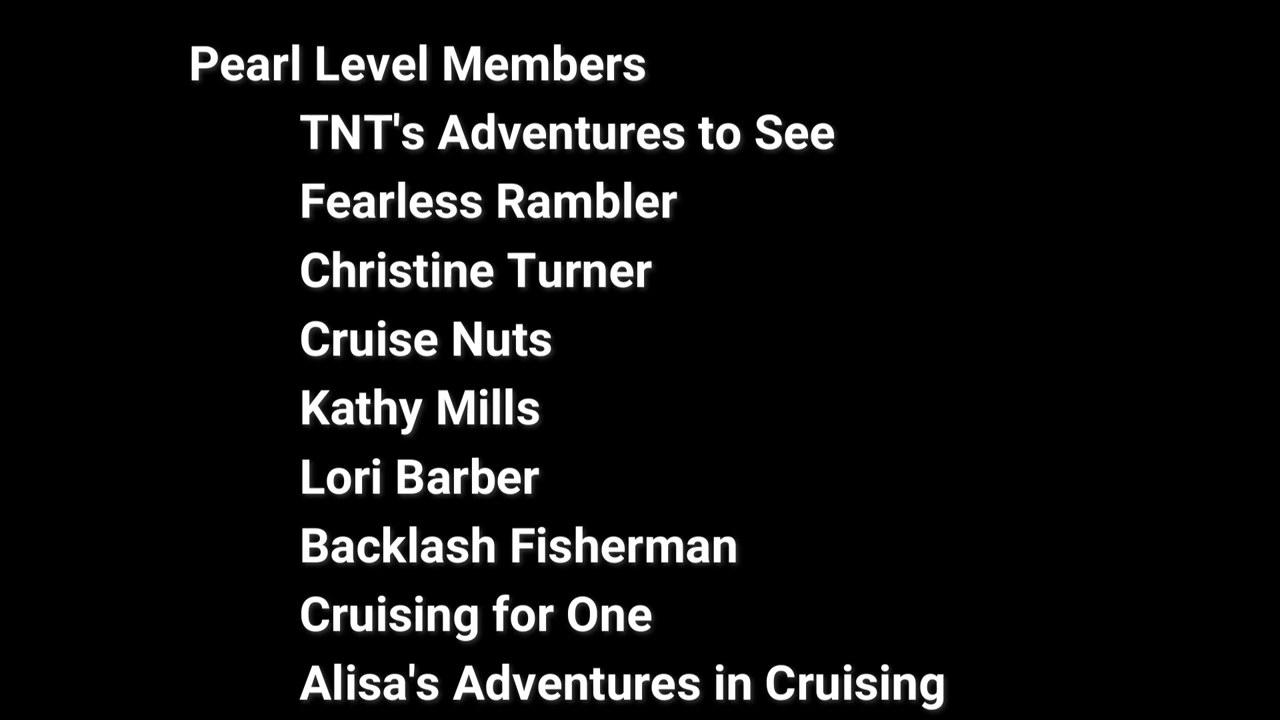 Pearl Level Members
TNT's Adventures to See
Fearless Rambler
Christine Turner
Cruise Nuts
Kathy Mills
Lori Barber
Backlash Fisherman
Cruising for One
Alisa's Adventures in Cruising